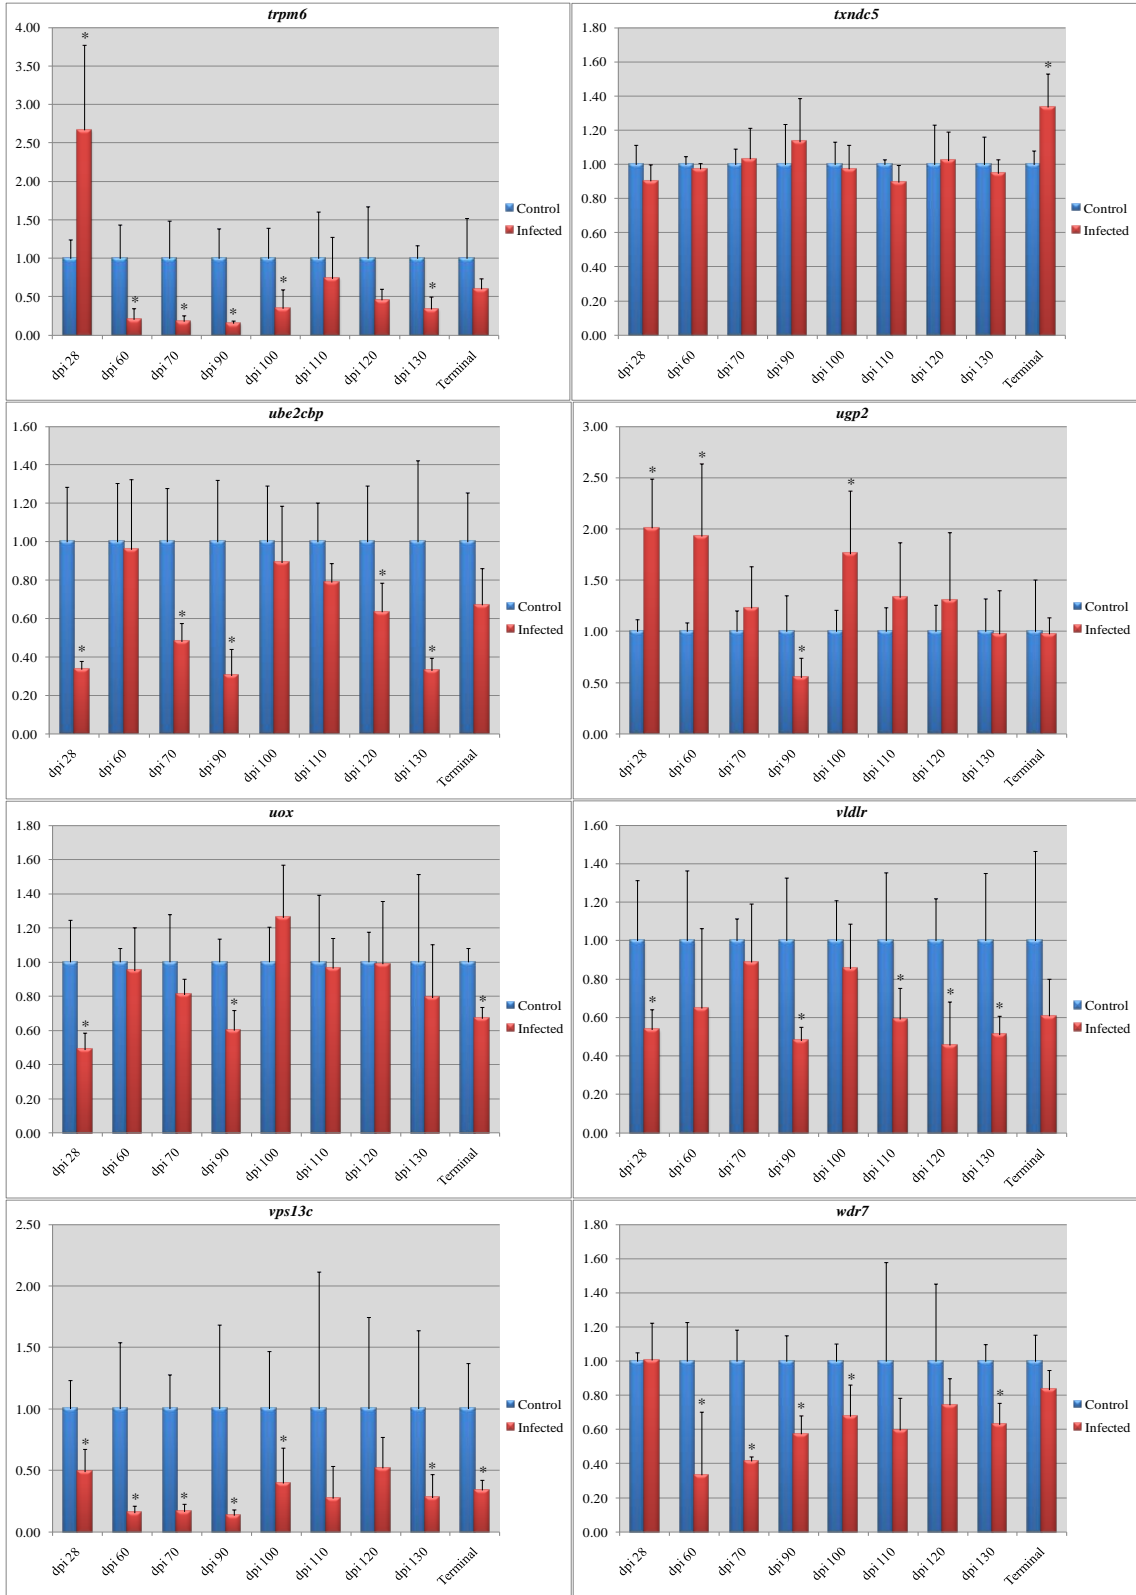 trpm6
4.00
3.50
3.00
2.50
2.00
1.50
1.00
0.50
0.00
*
*
*
*
*
*
dpi 28
dpi 60
dpi 70
dpi 90
dpi 100
dpi 110
dpi 120
dpi 130
Terminal
Control
Infected
txndc5
1.80
1.60
1.40
1.20
1.00
0.80
0.60
0.40
0.20
0.00
*
dpi 28
dpi 60
dpi 70
dpi 90
dpi 100
dpi 110
dpi 120
dpi 130
Terminal
Control
Infected
ube2cbp
1.60
1.40
1.20
1.00
0.80
0.60
0.40
0.20
0.00
*
*
*
*
*
dpi 28
dpi 60
dpi 70
dpi 90
dpi 100
dpi 110
dpi 120
dpi 130
Terminal
Control
Infected
ugp2
3.00
2.50
2.00
1.50
1.00
0.50
0.00
*
*
*
*
dpi 28
dpi 60
dpi 70
dpi 90
dpi 100
dpi 110
dpi 120
dpi 130
Terminal
Control
Infected
uox
1.80
1.60
1.40
1.20
1.00
0.80
0.60
0.40
0.20
0.00
*
*
*
dpi 28
dpi 60
dpi 70
dpi 90
dpi 100
dpi 110
dpi 120
dpi 130
Terminal
Control
Infected
vldlr
1.60
1.40
1.20
1.00
0.80
0.60
0.40
0.20
0.00
*
*
*
*
*
dpi 28
dpi 60
dpi 70
dpi 90
dpi 100
dpi 110
dpi 120
dpi 130
Terminal
Control
Infected
vps13c
2.50
2.00
1.50
1.00
0.50
0.00
*
*
*
*
*
*
*
dpi 28
dpi 60
dpi 70
dpi 90
dpi 100
dpi 110
dpi 120
dpi 130
Terminal
Control
Infected
wdr7
1.80
1.60
1.40
1.20
1.00
0.80
0.60
0.40
0.20
0.00
*
*
*
*
*
dpi 28
dpi 60
dpi 70
dpi 90
dpi 100
dpi 110
dpi 120
dpi 130
Terminal
Control
Infected